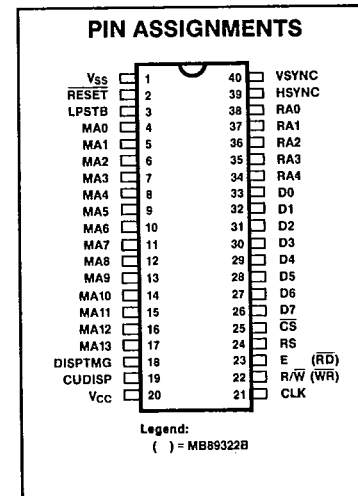 PIN ASSIGNMENTS
VSS 1 40 VSYNC
RESET 2 39 HSYNC
LPSTB 3 38 RA0
MA0 4 37 RA1
MA1 5 36 RA2
MA2 6 35 RA3
MA3 7 34 RA4
MA4 8 33 D0
MA5 9 32 D1
MA6 10 31 D2
MA7 11 30 D3
MA8 12 29 D4
MA9 13 28 D5
MA10 14 27 D6
MA11 15 26 D7
MA12 16 25 CS
MA13 17 24 RS
DISPTMG 18 23 E (RD)
CUDISP 19 22 R/W (WR)
VCC 20 21 CLK
Legend:
( ) = MB89322B